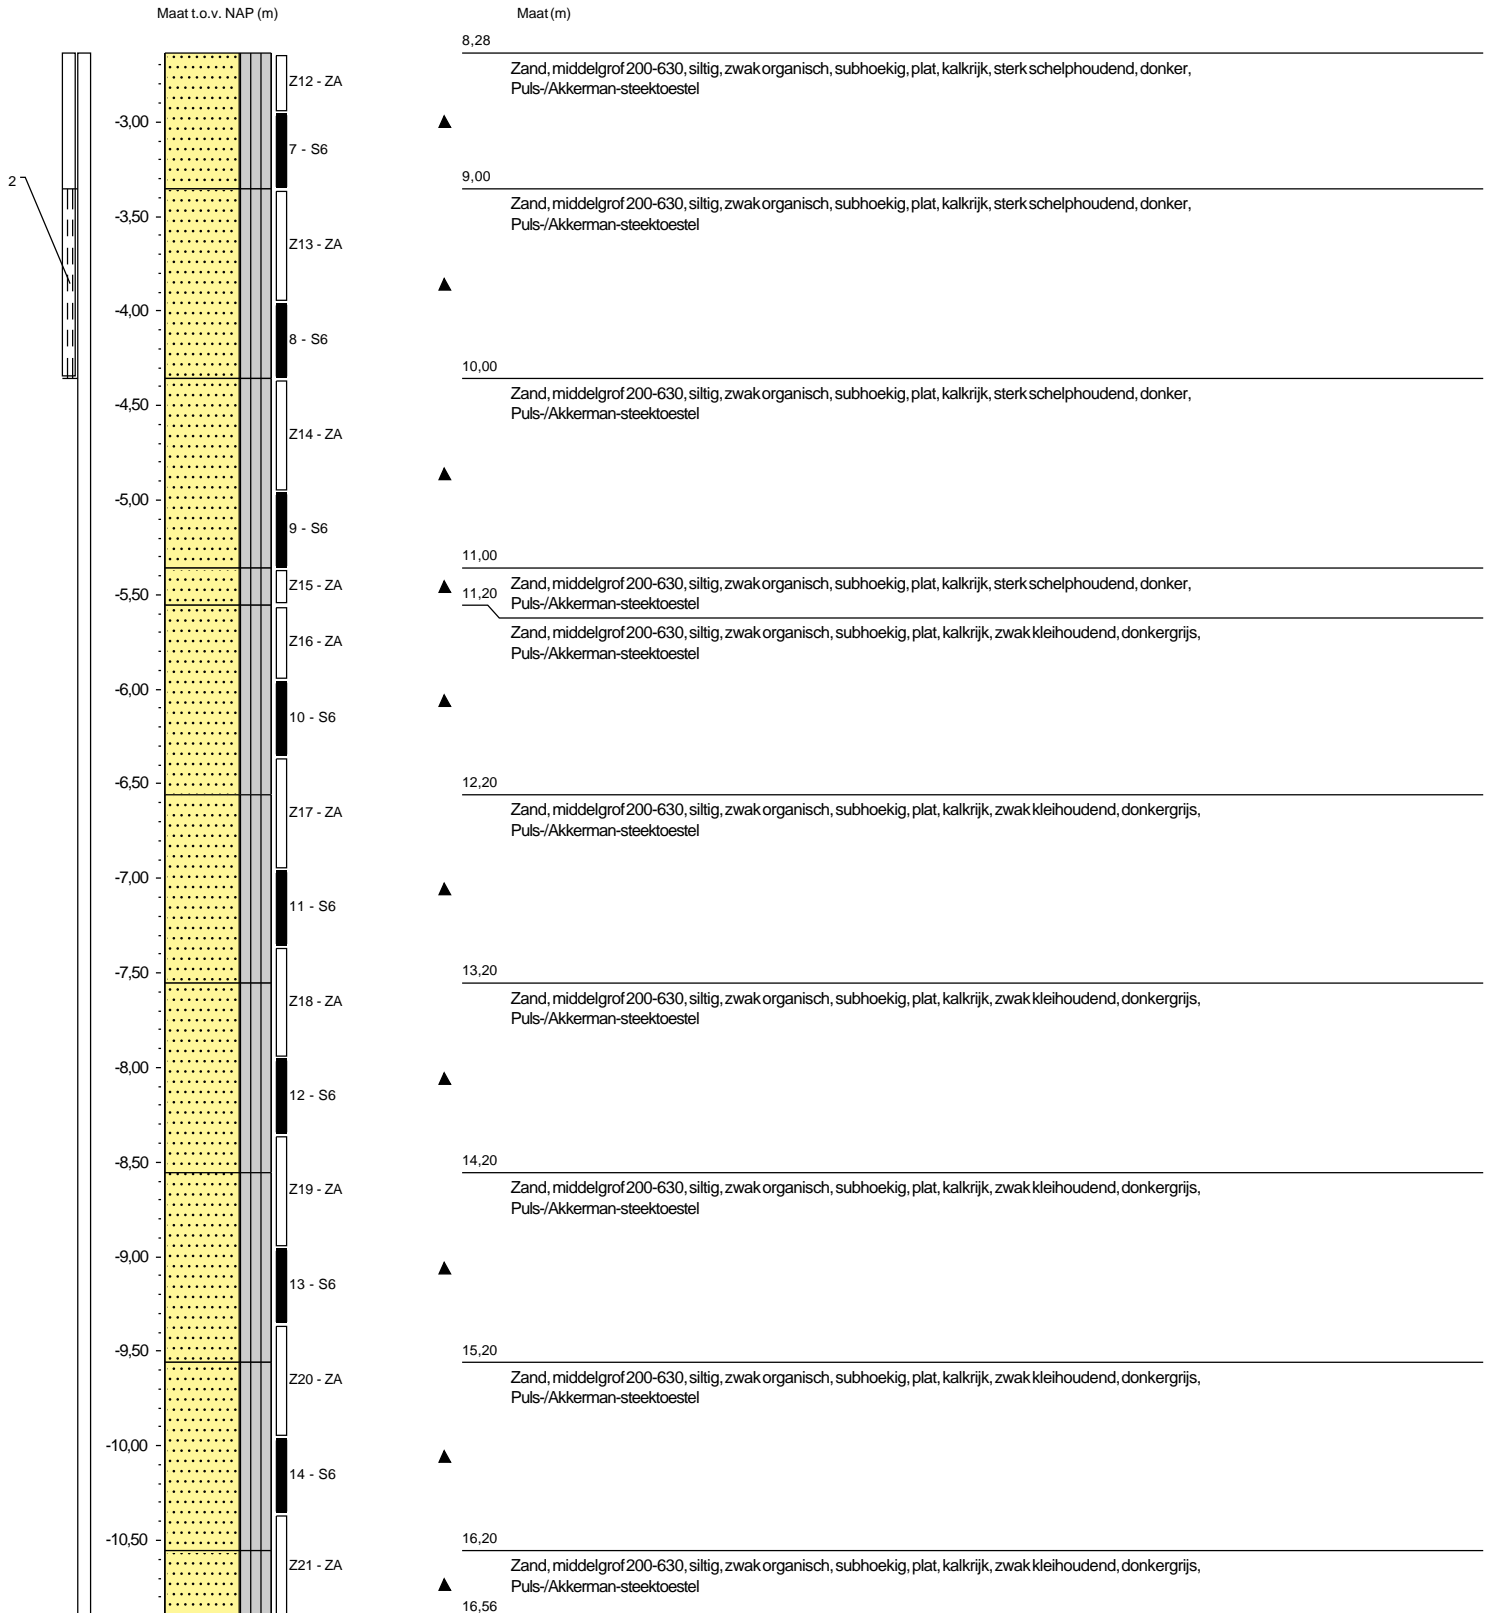 Maat t.o.v. NAP (m) Maat (m)
8,28
Zand, middelgrof 200-630, siltig, zwak organisch, subhoekig, plat, kalkrijk, sterk schelphoudend, donker,
Z12 - ZA
Puls-/Akkerman-steektoestel
-3,00
7 - S6
9,00
2
Zand, middelgrof 200-630, siltig, zwak organisch, subhoekig, plat, kalkrijk, sterk schelphoudend, donker,
-3,50
Puls-/Akkerman-steektoestel
Z13 - ZA
-4,00
8 - S6
10,00
Zand, middelgrof 200-630, siltig, zwak organisch, subhoekig, plat, kalkrijk, sterk schelphoudend, donker,
-4,50
Puls-/Akkerman-steektoestel
Z14 - ZA
-5,00
9 - S6
11,00
Z15 - ZA
Zand, middelgrof 200-630, siltig, zwak organisch, subhoekig, plat, kalkrijk, sterk schelphoudend, donker,
-5,50
11,20
Puls-/Akkerman-steektoestel
Zand, middelgrof 200-630, siltig, zwak organisch, subhoekig, plat, kalkrijk, zwak kleihoudend, donkergrijs,
Z16 - ZA
Puls-/Akkerman-steektoestel
-6,00
10 - S6
-6,50
12,20
Z17 - ZA
Zand, middelgrof 200-630, siltig, zwak organisch, subhoekig, plat, kalkrijk, zwak kleihoudend, donkergrijs,
Puls-/Akkerman-steektoestel
-7,00
11 - S6
-7,50
13,20
Z18 - ZA
Zand, middelgrof 200-630, siltig, zwak organisch, subhoekig, plat, kalkrijk, zwak kleihoudend, donkergrijs,
Puls-/Akkerman-steektoestel
-8,00
12 - S6
-8,50
14,20
Z19 - ZA
Zand, middelgrof 200-630, siltig, zwak organisch, subhoekig, plat, kalkrijk, zwak kleihoudend, donkergrijs,
Puls-/Akkerman-steektoestel
-9,00
13 - S6
-9,50
15,20
Z20 - ZA
Zand, middelgrof 200-630, siltig, zwak organisch, subhoekig, plat, kalkrijk, zwak kleihoudend, donkergrijs,
Puls-/Akkerman-steektoestel
-10,00
14 - S6
-10,50
16,20
Z21 - ZA
Zand, middelgrof 200-630, siltig, zwak organisch, subhoekig, plat, kalkrijk, zwak kleihoudend, donkergrijs,
Puls-/Akkerman-steektoestel
16,56